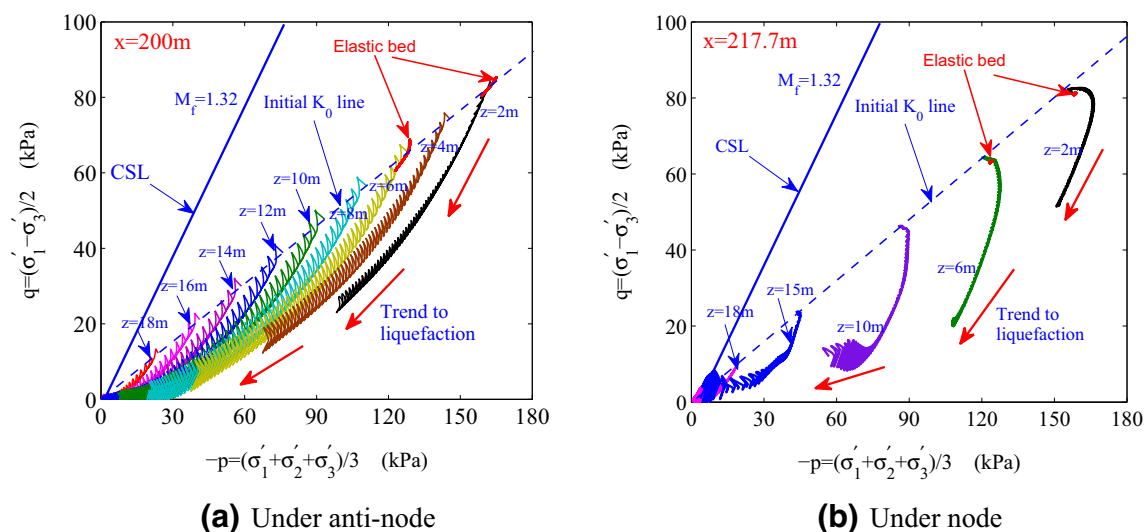 x=200m
Elastic bed
M_f=1.32
Initial K_0 line
CSL
z=2m
z=4m
z=6m
z=8m
z=10m
z=12m
z=14m
z=16m
z=18m
Trend to
liquefaction
q=(σ'_1−σ'_3)/2 (kPa)
100
80
60
40
20
0
0 30 60 90 120 150 180
−p=(σ'_1+σ'_2+σ'_3)/3 (kPa)
(a) Under anti-node
x=217.7m
Elastic bed
M_f=1.32
Initial K_0 line
CSL
z=2m
z=6m
z=15m
z=18m
z=10m
Trend to
liquefaction
q=(σ'_1−σ'_3)/2 (kPa)
100
80
60
40
20
0
0 30 60 90 120 150 180
−p=(σ'_1+σ'_2+σ'_3)/3 (kPa)
(b) Under node